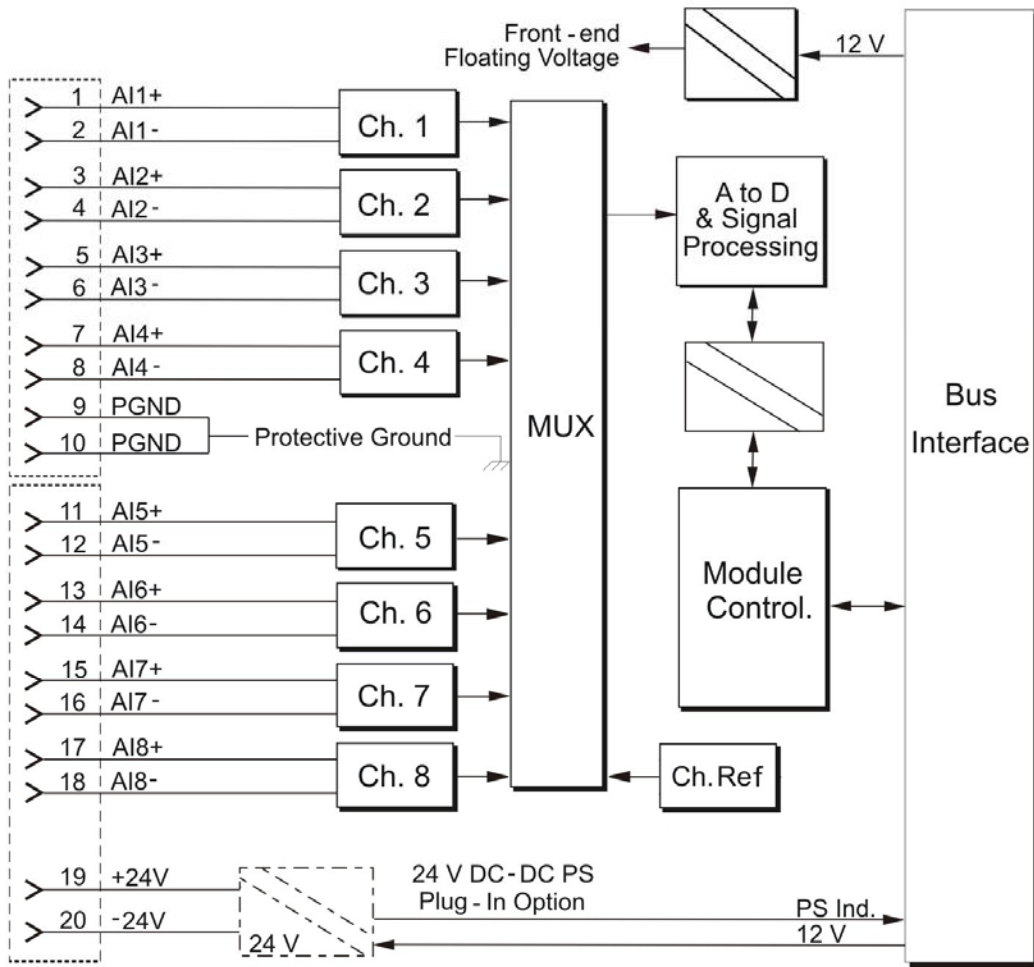 Front - end
Floating Voltage
12 V
1 AI1+
2 AI1-
Ch. 1
3 AI2+
4 AI2-
Ch. 2
5 AI3+
6 AI3-
Ch. 3
7 AI4+
8 AI4-
Ch. 4
9 PGND
10 PGND
Protective Ground
MUX
A to D
& Signal
Processing
Bus
Interface
11 AI5+
12 AI5-
Ch. 5
13 AI6+
14 AI6-
Ch. 6
15 AI7+
16 AI7-
Ch. 7
17 AI8+
18 AI8-
Ch. 8
Module
Control.
Ch. Ref
19 +24V
20 -24V
24 V
24 V DC-DC PS
Plug - In Option
PS Ind.
12 V